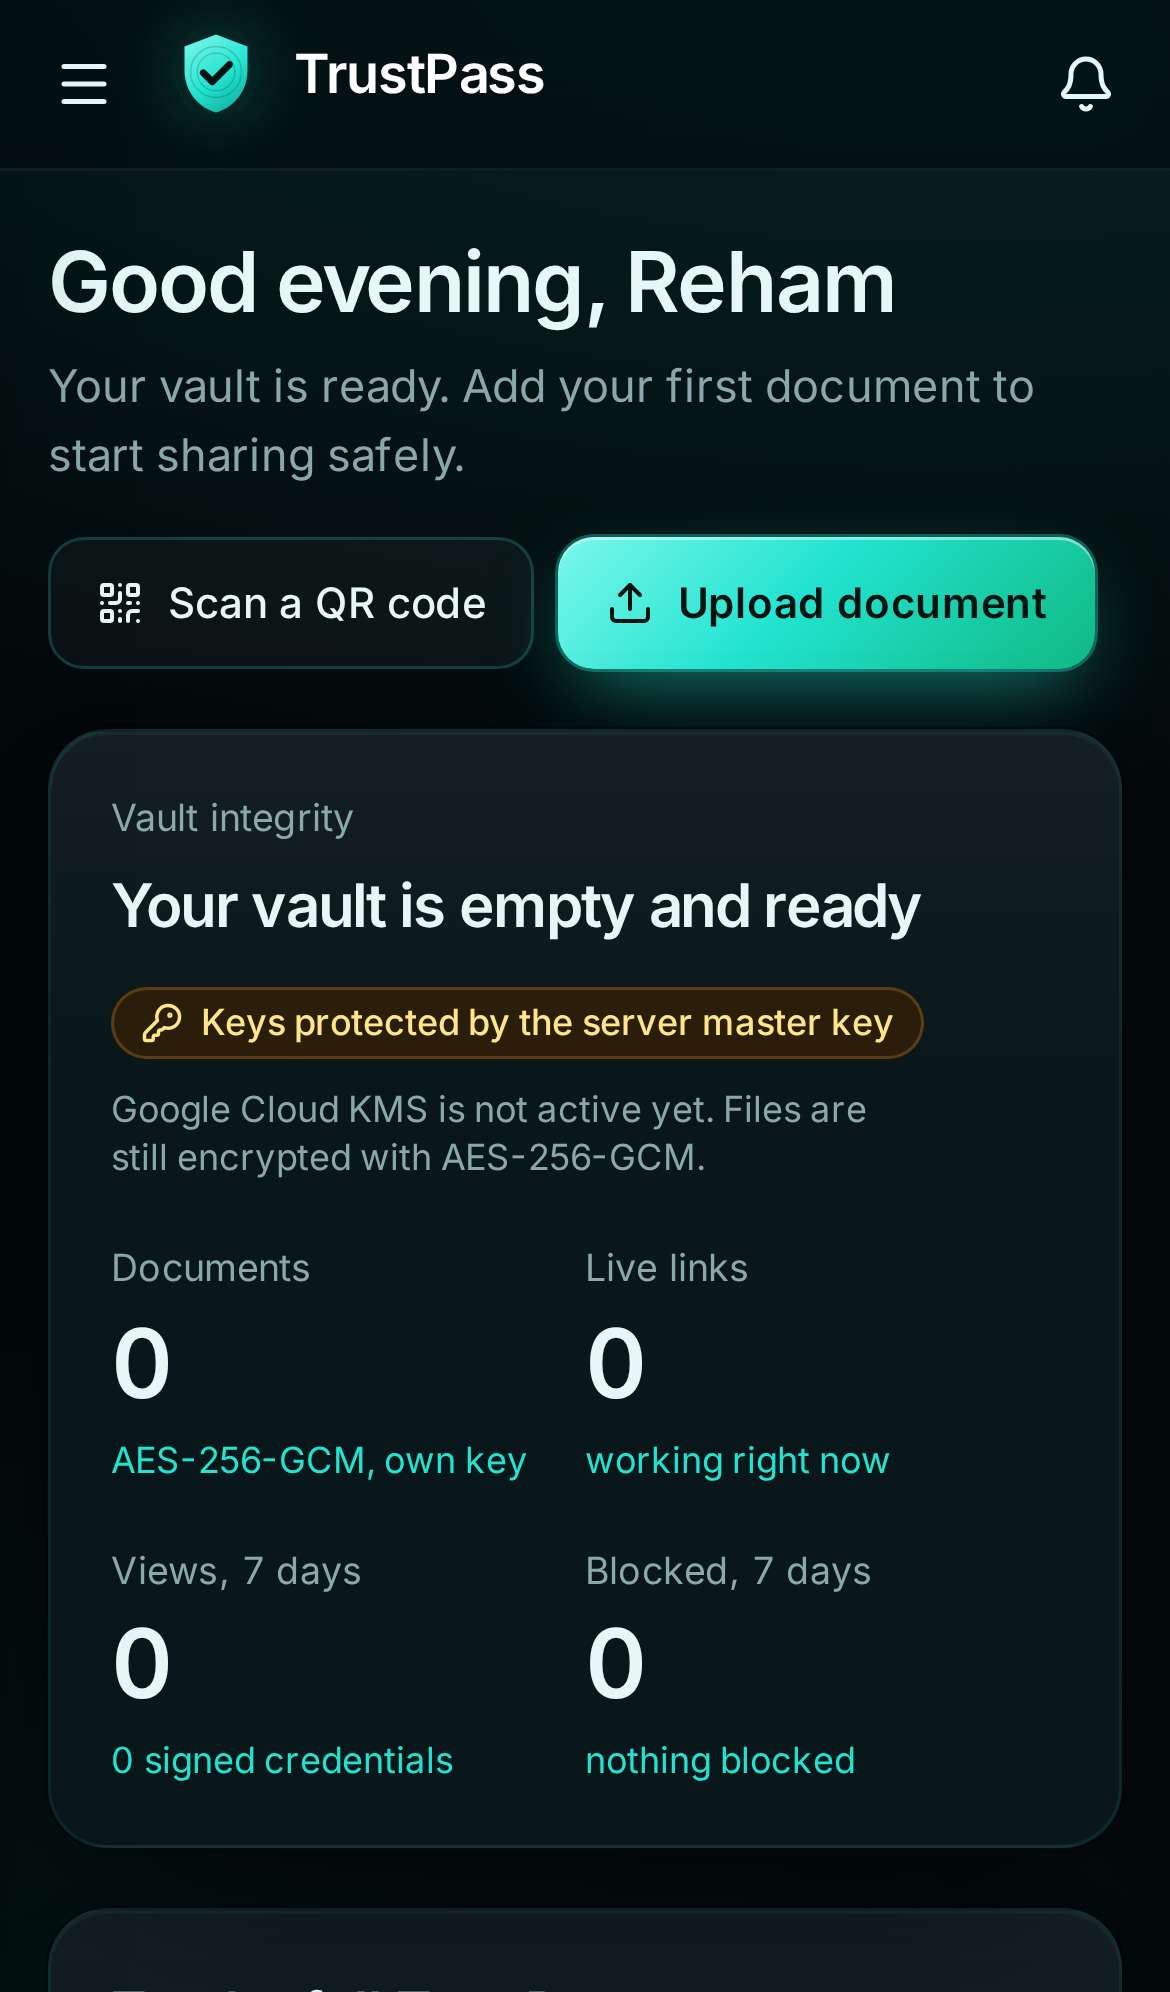 TrustPass
Good evening, Reham
Your vault is ready. Add your first document to
start sharing safely.
Scan a QR code
Upload document
Vault integrity
Your vault is empty and ready
Keys protected by the server master key
Google Cloud KMS is not active yet. Files are
still encrypted with AES-256-GCM.
Documents
Live links
0
0
AES-256-GCM, own key
working right now
Views, 7 days
Blocked, 7 days
0
0
0 signed credentials
nothing blocked